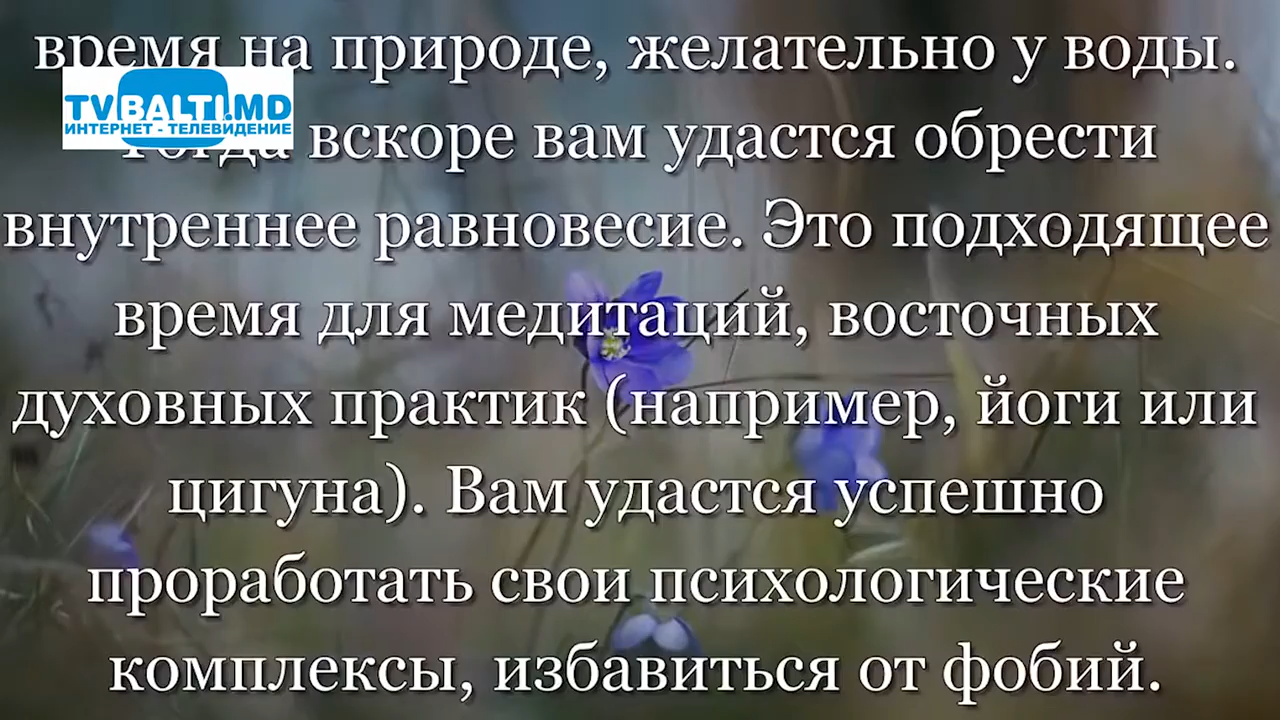 время на природе, желательно у воды.
TVBALTI.MD
ИНТЕРНЕТ - ТЕЛЕВИДЕНИЕ
Тогда вскоре вам удастся обрести
внутреннее равновесие. Это подходящее
время для медитаций, восточных
духовных практик (например, йоги или
цигуна). Вам удастся успешно
проработать свои психологические
комплексы, избавиться от фобий.